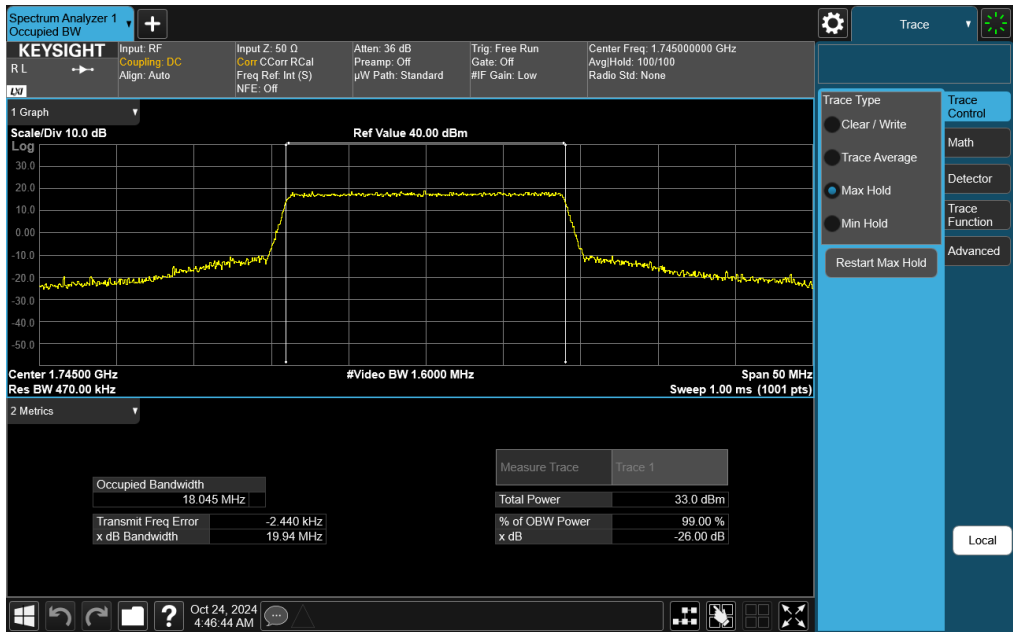 Spectrum Analyzer 1
Occupied BW
Trace
KEYSIGHT
R L
LXI
Input: RF
Coupling: DC
Align: Auto
Input Z: 50 Ω
Corr CCorr RCal
Freq Ref: Int (S)
NFE: Off
Atten: 36 dB
Preamp: Off
µW Path: Standard
Trig: Free Run
Gate: Off
#IF Gain: Low
Center Freq: 1.745000000 GHz
Avg|Hold: 100/100
Radio Std: None
1 Graph
Scale/Div 10.0 dB
Ref Value 40.00 dBm
Log
30.0
20.0
10.0
0.00
-10.0
-20.0
-30.0
-40.0
-50.0
Center 1.74500 GHz
#Video BW 1.6000 MHz
Span 50 MHz
Res BW 470.00 kHz
Sweep 1.00 ms (1001 pts)
2 Metrics
Measure Trace
Trace 1
Occupied Bandwidth
18.045 MHz
Total Power
33.0 dBm
Transmit Freq Error
-2.440 kHz
% of OBW Power
99.00 %
x dB Bandwidth
19.94 MHz
x dB
-26.00 dB
Trace Type
Clear / Write
Trace Average
Max Hold
Min Hold
Restart Max Hold
Trace
Control
Math
Detector
Trace
Function
Advanced
Local
?
Oct 24, 2024
4:46:44 AM